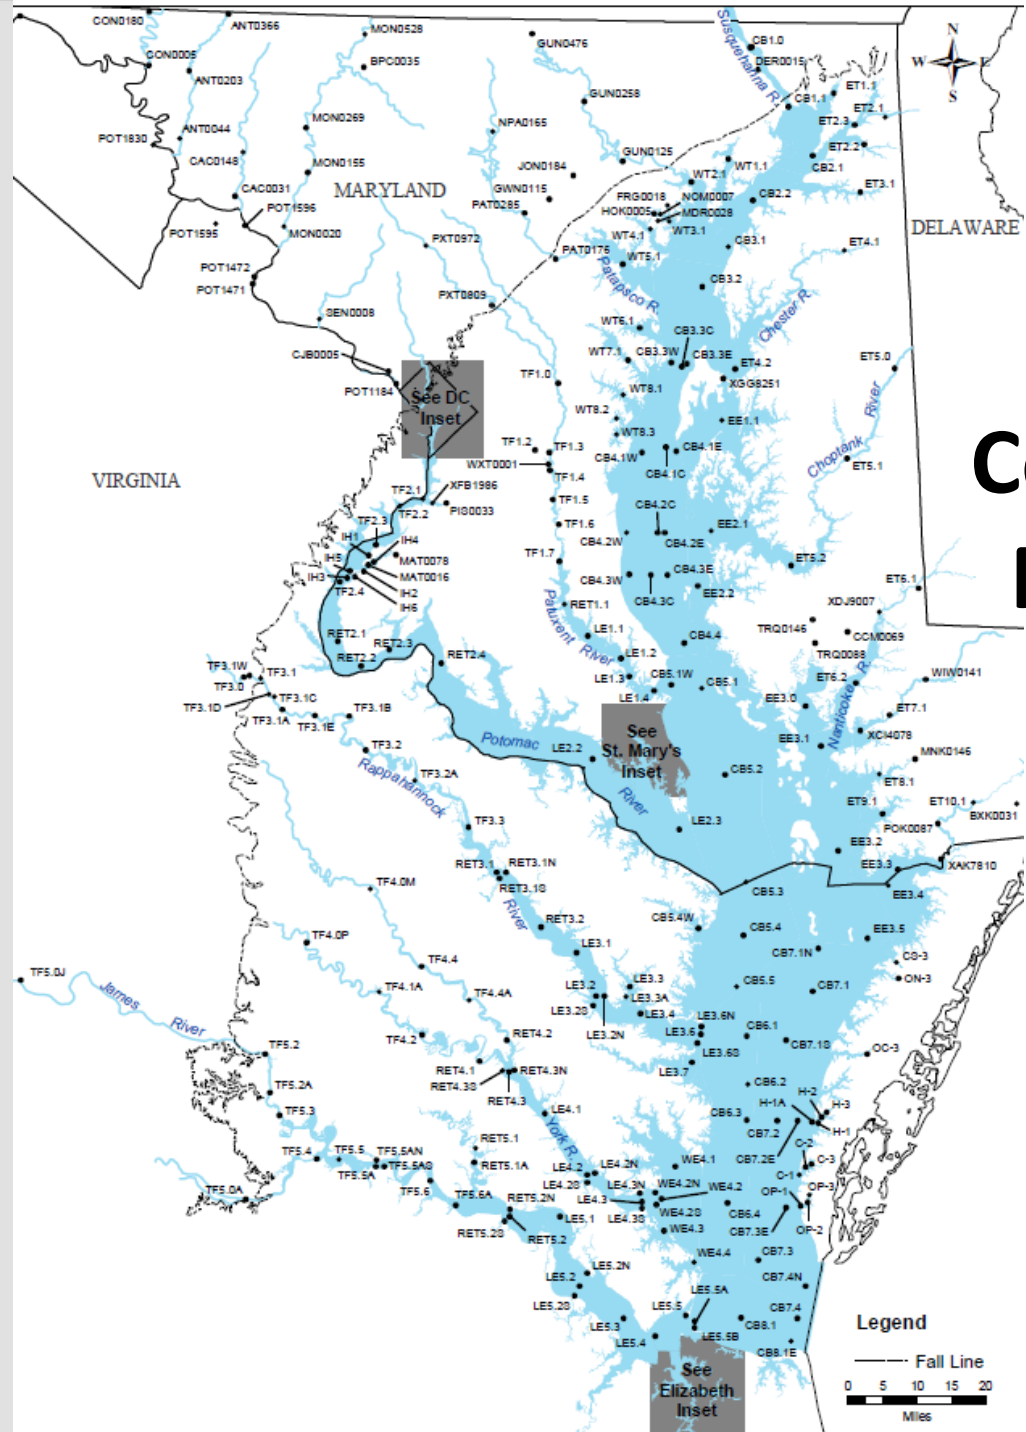 CON0180
ANT0366
MON0528
GUN0476
CB1.0
Susquehanna R.
N
W
E
S
CON0005
ANT0203
BPC0035
DER0015
ET1.1
CB1.1
ET2.1
GUN0258
MON0269
NPA0165
ET2.3
POT1830
ANT0044
ET2.2
CAC0148
MON0155
JON0184
GUN0125
WT1.1
CB2.1
WT2.1
ET3.1
MARYLAND
GWN0115
FRG0018
NOM0007
CB2.2
CAC0031
PAT0285
HOK0005
MDR0028
POT1596
POT1595
MON0020
WT4.1
WT3.1
DELAWARE
PXT0972
PAT0176
CB3.1
ET4.1
POT1472
WT5.1
Patapsco R.
POT1471
CB3.2
PXT0809
Chester R.
SEN0008
WT6.1
CB3.3C
CJB0005
WT7.1
CB3.3W
CB3.3E
ET4.2
ET5.0
POT1184
See DC
Inset
TF1.0
WT8.1
XGG8251
River
WT8.2
EE1.1
WT8.3
TF1.2
TF1.3
CB4.1W
CB4.1E
Choptank
VIRGINIA
WXT0001
TF1.4
CB4.1C
ET5.1
TF2.1
XFB1986
TF1.5
CB4.2C
TF2.2
PIS0033
TF2.3
TF1.6
EE2.1
IH1
IH4
CB4.2W
CB4.2E
IH5
MAT0078
TF1.7
ET5.2
IH3
MAT0016
CB4.3W
CB4.3E
ET6.1
TF2.4
IH2
CB4.3C
EE2.2
IH6
RET1.1
XDJ9007
Patuxent River
LE1.1
TRQ0146
CCM0069
RET2.1
RET2.3
CB4.4
TRQ0088
RET2.2
RET2.4
LE1.2
WIW0141
TF3.1W
TF3.1
LE1.3
CB5.1W
ET6.2
TF3.0
LE1.4
CB5.1
TF3.1D
TF3.1C
EE3.0
Nanticoke R.
ET7.1
TF3.1A
TF3.1B
TF3.1E
See
St. Mary's
Inset
EE3.1
XCI4078
Potomac
TF3.2
LE2.2
MNK0146
Rappahannock
TF3.2A
CB5.2
ET8.1
River
ET9.1
ET10.1
BXK0031
TF3.3
LE2.3
POK0087
EE3.2
RET3.1
RET3.1N
EE3.3
XAK7810
TF4.0M
RET3.1S
CB5.3
EE3.4
River
RET3.2
CB5.4W
CB5.4
EE3.5
TF4.0P
LE3.1
CB7.1N
CS-3
TF5.0J
TF4.4
LE3.3
CB5.5
CB7.1
ON-3
James
River
TF4.1A
TF4.4A
LE3.2
LE3.3A
LE3.4
LE3.6N
LE3.2S
LE3.2N
LE3.6
CB6.1
TF4.2
RET4.2
LE3.6S
CB7.1S
OC-3
TF5.2
RET4.1
RET4.3N
LE3.7
RET4.3S
TF5.2A
RET4.3
CB6.2
H-2
H-1A
H-3
TF5.3
LE4.1
CB6.3
York R.
CB7.2
H-1
RET5.1
C-2
TF5.4
TF5.5
TF5.5AN
CB7.2E
TF5.5A
TF5.5AS
RET5.1A
LE4.2
LE4.2N
WE4.1
C-1
C-3
TF5.0A
TF5.6
LE4.2S
LE4.3N
WE4.2N
WE4.2
OP-1
OP-3
TF5.6A
RET5.2N
LE4.3
WE4.2S
CB6.4
LE4.3S
RET5.2S
LE5.1
WE4.3
CB7.3E
OP-2
RET5.2
WE4.4
CB7.3
LE5.2N
LE5.2
CB7.4N
LE5.2S
LE5.5
LE5.5A
CB7.4
LE5.3
CB8.1
LE5.4
LE5.5B
CB8.1E
Legend
See
Elizabeth
Inset
Fall Line
0 5 10 15 20
Miles